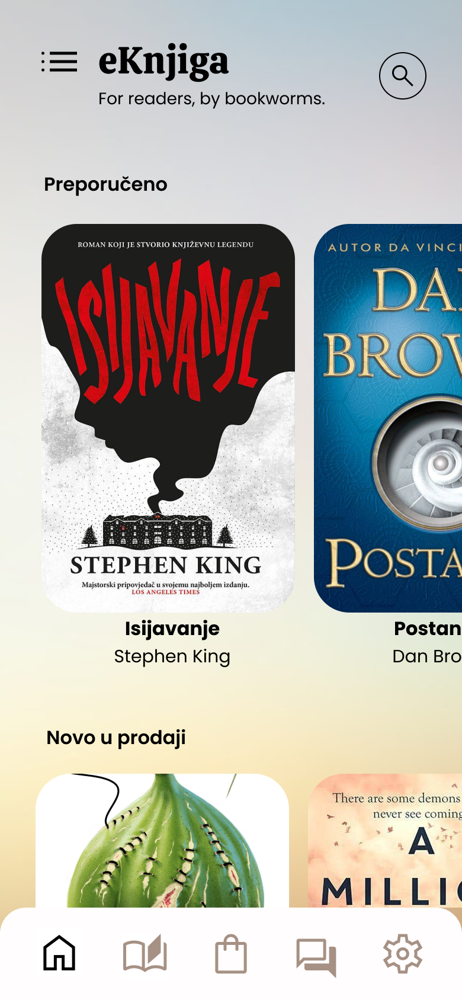 eKnjiga
For readers, by bookworms.
Preporučeno
ROMAN KOJI JE STVORIO KNJIŽEVNU LEGENDU
ISIJAVANJE
STEPHEN KING
Majstorski pripovjedač u svojemu najboljem izdanju.
LOS ANGELES TIMES
AUTOR DA VINCI
DA
BROW
POSTA
Isijavanje
Stephen King
Postan
Dan Bro
Novo u prodaji
There are some demons
never see coming
A
MILLIO